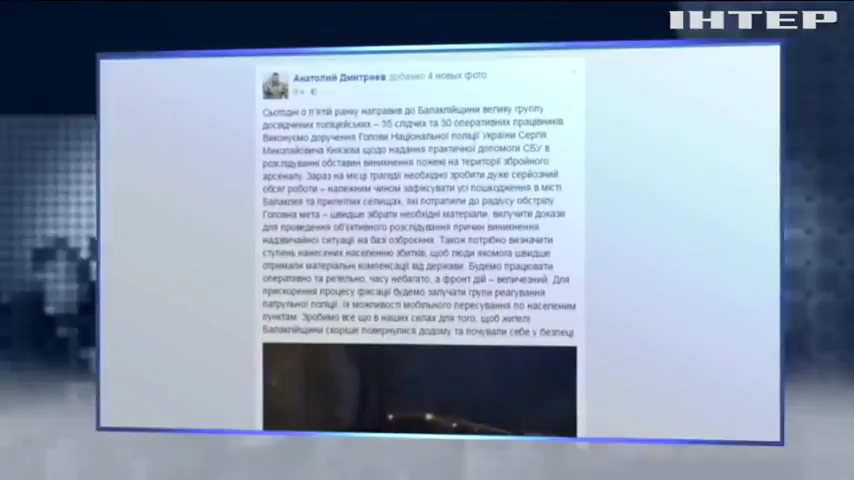 ІНТЕР
Анатолий Дмитриев добавил 4 новых фото
Сьогодні о п'ятій ранку направив до Балаклійщини велику группу
досвідчених поліцейських – 35 слідчих та 30 оперативних працівників.
Виконуємо доручення Голови Національної поліції України Сергія
Миколайовича Князєва щодо надання практичної допомоги СБУ в
розслідуванні обставин виникнення пожежі на території збройного
арсеналу. Зараз на місці трагедії необхідно зробити дуже серйозний
обсяг роботи – належним чином зафіксувати усі пошкодження в місті
Балаклея та прилеглих селищах, які потрапили до радіусу обстрілу.
Головна мета – швидше зібрати необхідні матеріали, вилучити докази
для проведення об'єктивного розслідування причин виникнення
надзвичайної ситуації на базі озброєння. Також потрібно визначити
ступень нанесених населенню збитків, щоб люди якомога швидше
отримали матеріальні компенсації від держави. Будемо працювати
оперативно та ретельно, часу небагато, а фронт дій – величезний. Для
прискорення процесу фіксації будемо залучати групи реагування
патрульної поліції, їх можливості мобільного пересування по населеним
пунктам. Зробимо все що в наших силах для того, щоб жителі
Балаклійщини скоріше повернулися додому та почували себе у безпеці